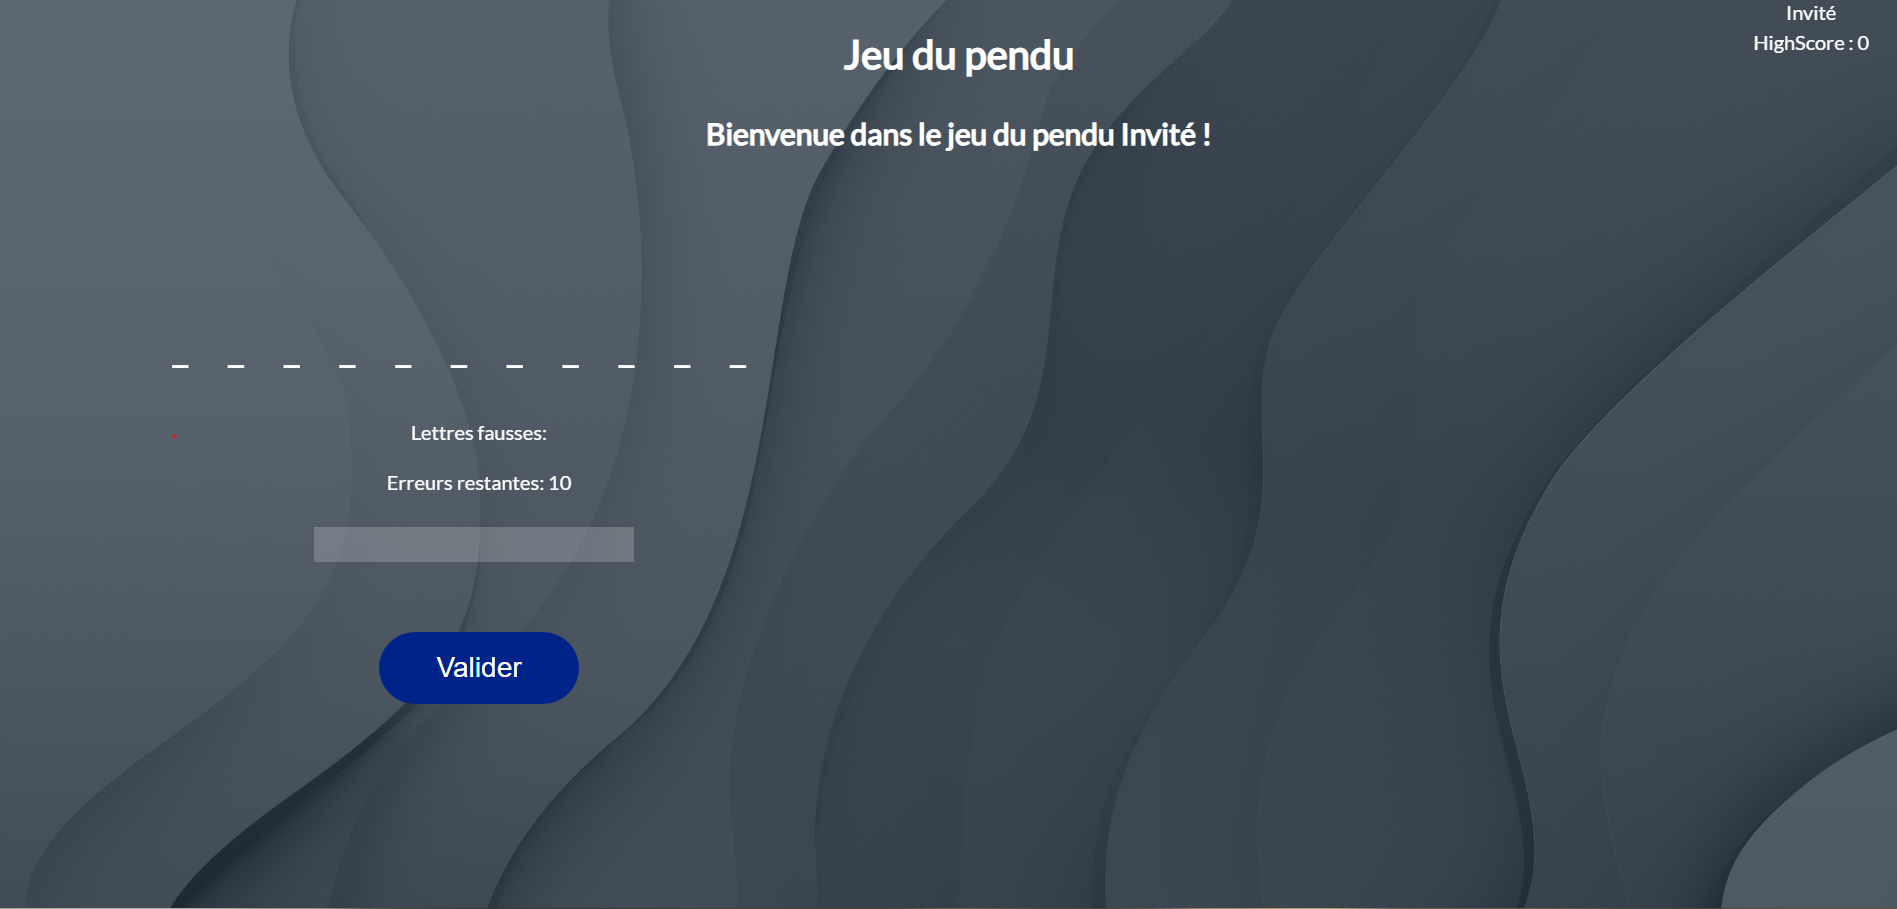 Invité
HighScore : 0
Jeu du pendu
Bienvenue dans le jeu du pendu Invité !
_ _ _ _ _ _ _ _ _ _ _
Lettres fausses:
Erreurs restantes: 10
Valider